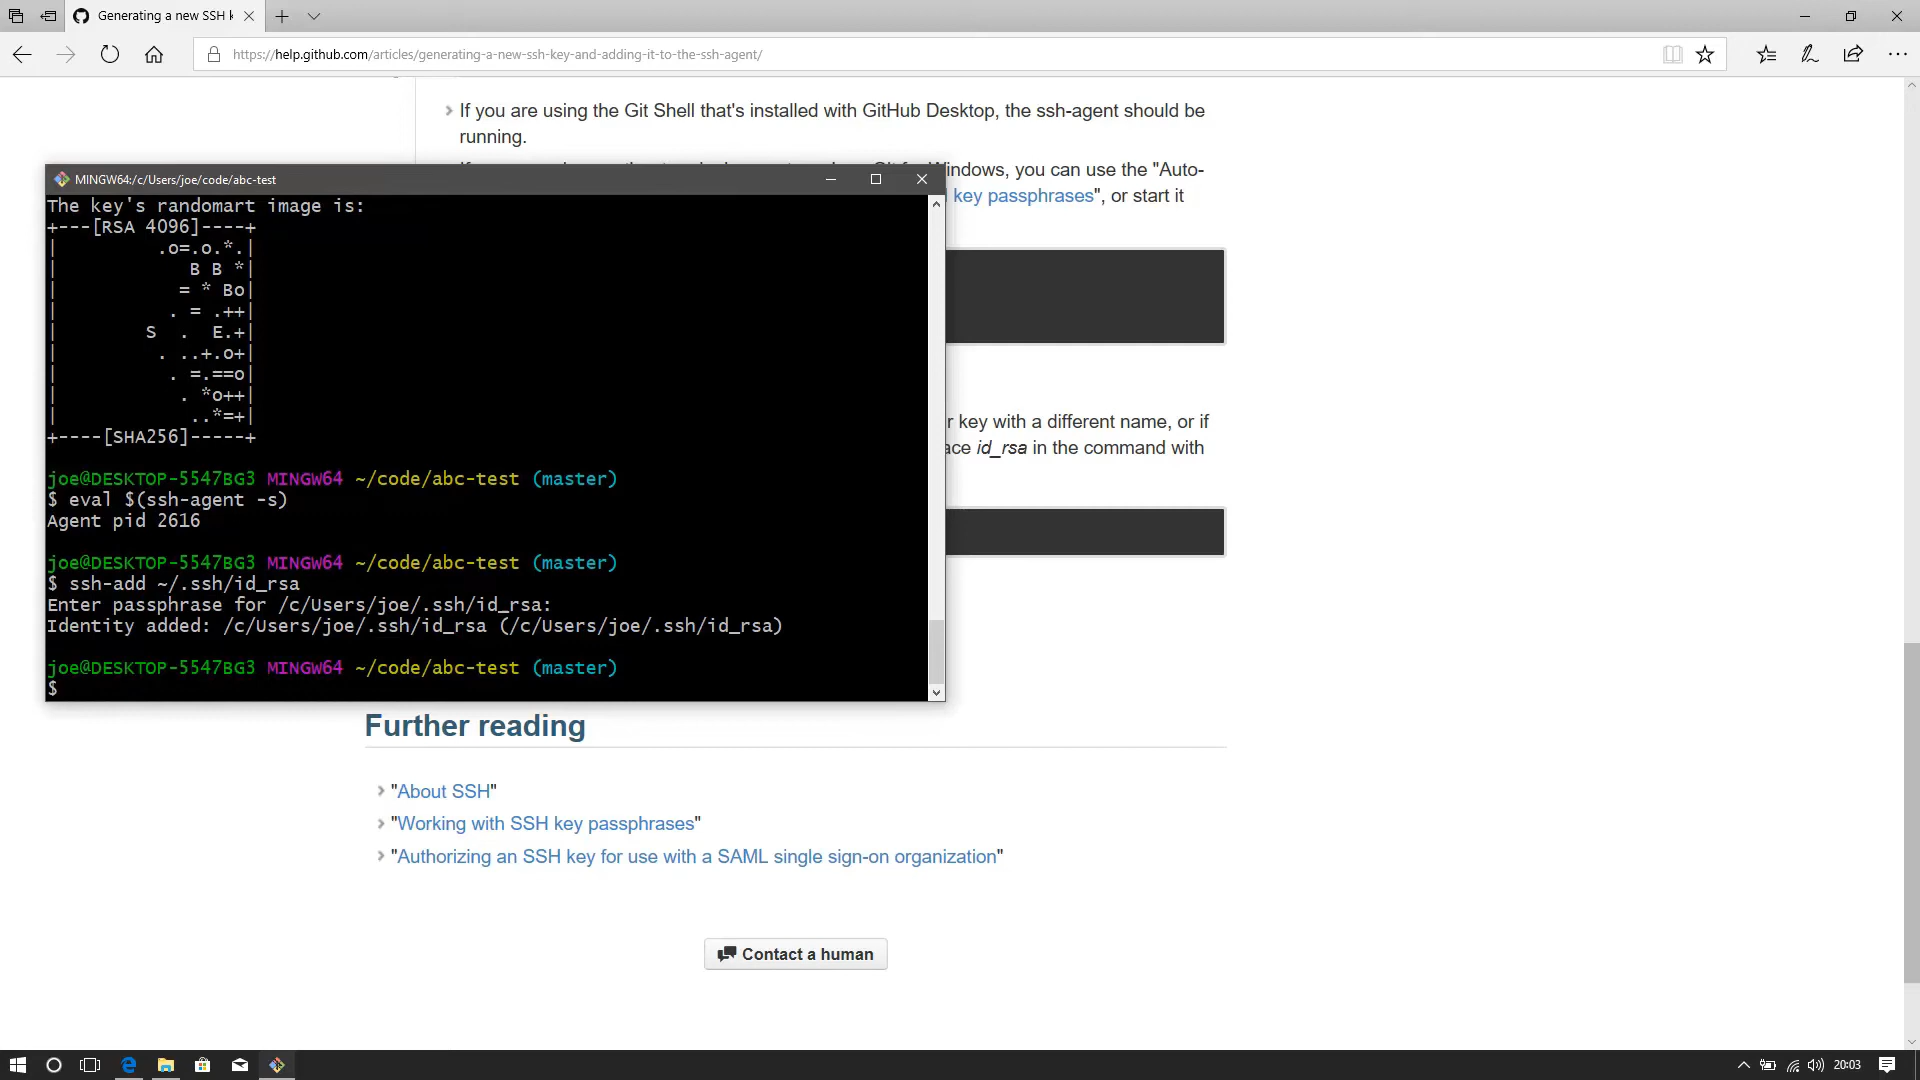 Generating a new SSH k
https://help.github.com/articles/generating-a-new-ssh-key-and-adding-it-to-the-ssh-agent/
If you are using the Git Shell that's installed with GitHub Desktop, the ssh-agent should be
running.
indows, you can use the "Auto-
key passphrases", or start it
MINGW64:/c/Users/joe/code/abc-test
The key's randomart image is:
+---[RSA 4096]----+
|         .o=.o.*.|
|            B B *|
|           = * Bo|
|          . = .++|
|        S  .  E.+|
|         . ..+.o+|
|          . =.==o|
|           . *o++|
|            ..*=+|
+----[SHA256]-----+
joe@DESKTOP-5547BG3 MINGW64 ~/code/abc-test (master)
$ eval $(ssh-agent -s)
Agent pid 2616
joe@DESKTOP-5547BG3 MINGW64 ~/code/abc-test (master)
$ ssh-add ~/.ssh/id_rsa
Enter passphrase for /c/Users/joe/.ssh/id_rsa:
Identity added: /c/Users/joe/.ssh/id_rsa (/c/Users/joe/.ssh/id_rsa)
joe@DESKTOP-5547BG3 MINGW64 ~/code/abc-test (master)
$
r key with a different name, or if
ace id_rsa in the command with
Further reading
"About SSH"
"Working with SSH key passphrases"
"Authorizing an SSH key for use with a SAML single sign-on organization"
Contact a human
20:03